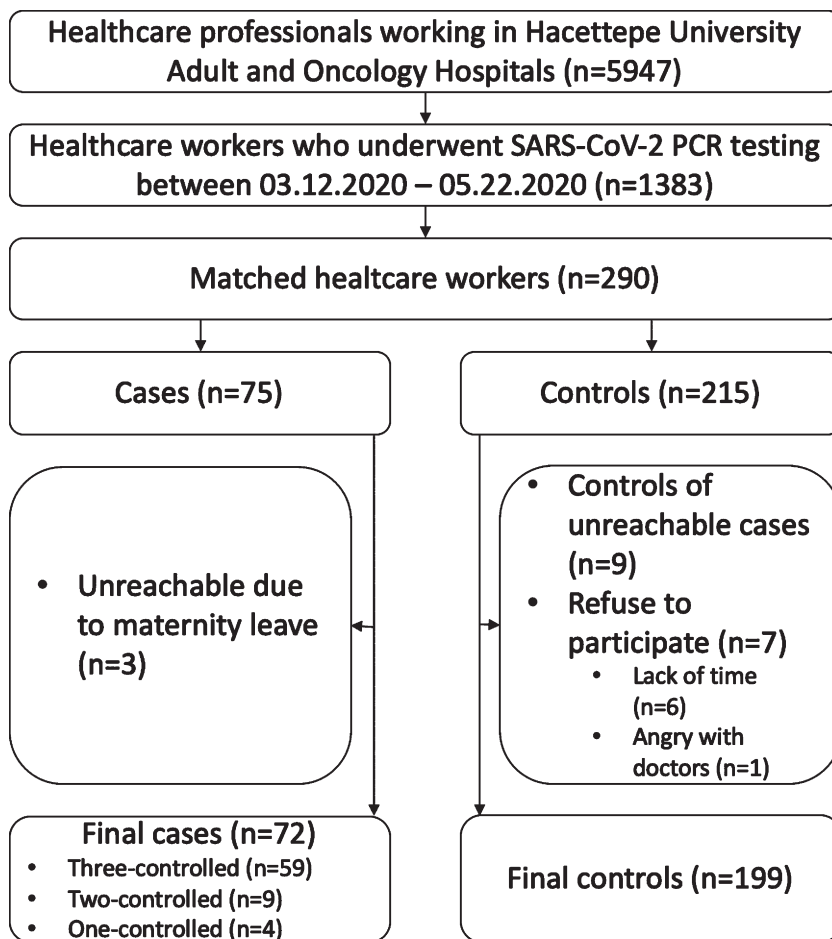 Healthcare professionals working in Hacettepe University
Adult and Oncology Hospitals (n=5947)
Healthcare workers who underwent SARS-CoV-2 PCR testing
between 03.12.2020 – 05.22.2020 (n=1383)
Matched healtcare workers (n=290)
Cases (n=75)
Controls (n=215)
• Unreachable due
to maternity leave
(n=3)
• Controls of
unreachable cases
(n=9)
• Refuse to
participate (n=7)
• Lack of time
(n=6)
• Angry with
doctors (n=1)
Final cases (n=72)
• Three-controlled (n=59)
• Two-controlled (n=9)
• One-controlled (n=4)
Final controls (n=199)